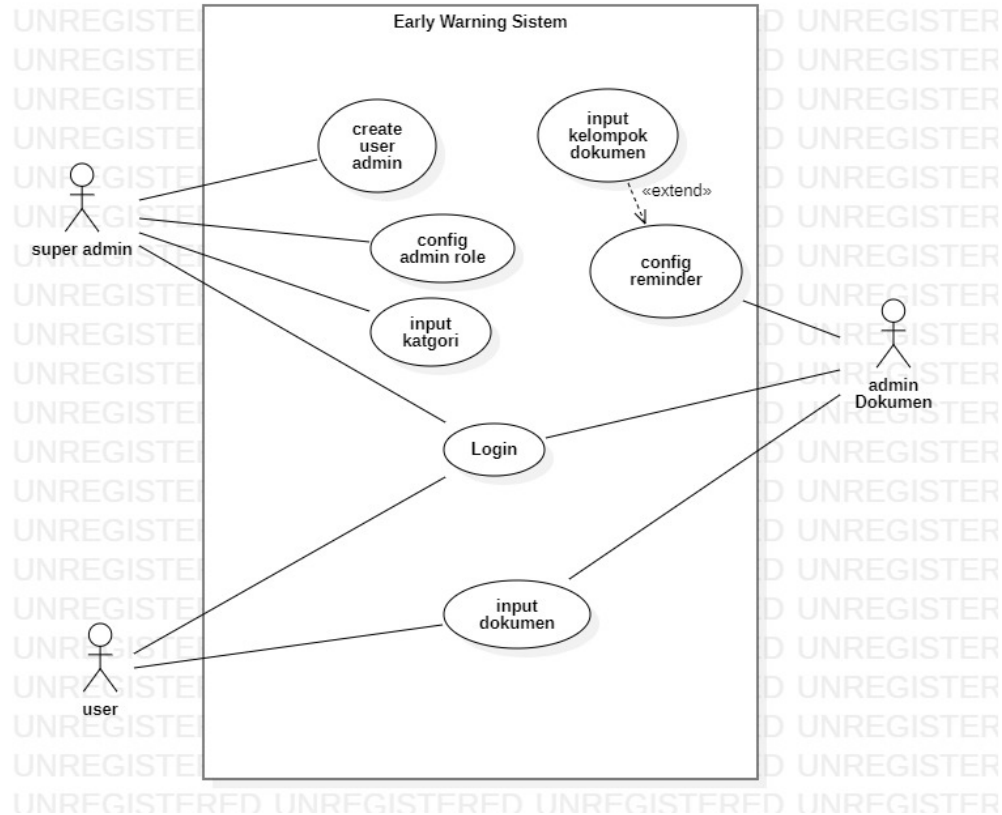 Early Warning Sistem
create
user
admin
input
kelompok
dokumen
«extend»
super admin
config
admin role
config
reminder
input
katgori
admin
Dokumen
Login
input
dokumen
user
UNREGISTERED UNREGISTERED UNREGISTERED UNREGISTERED